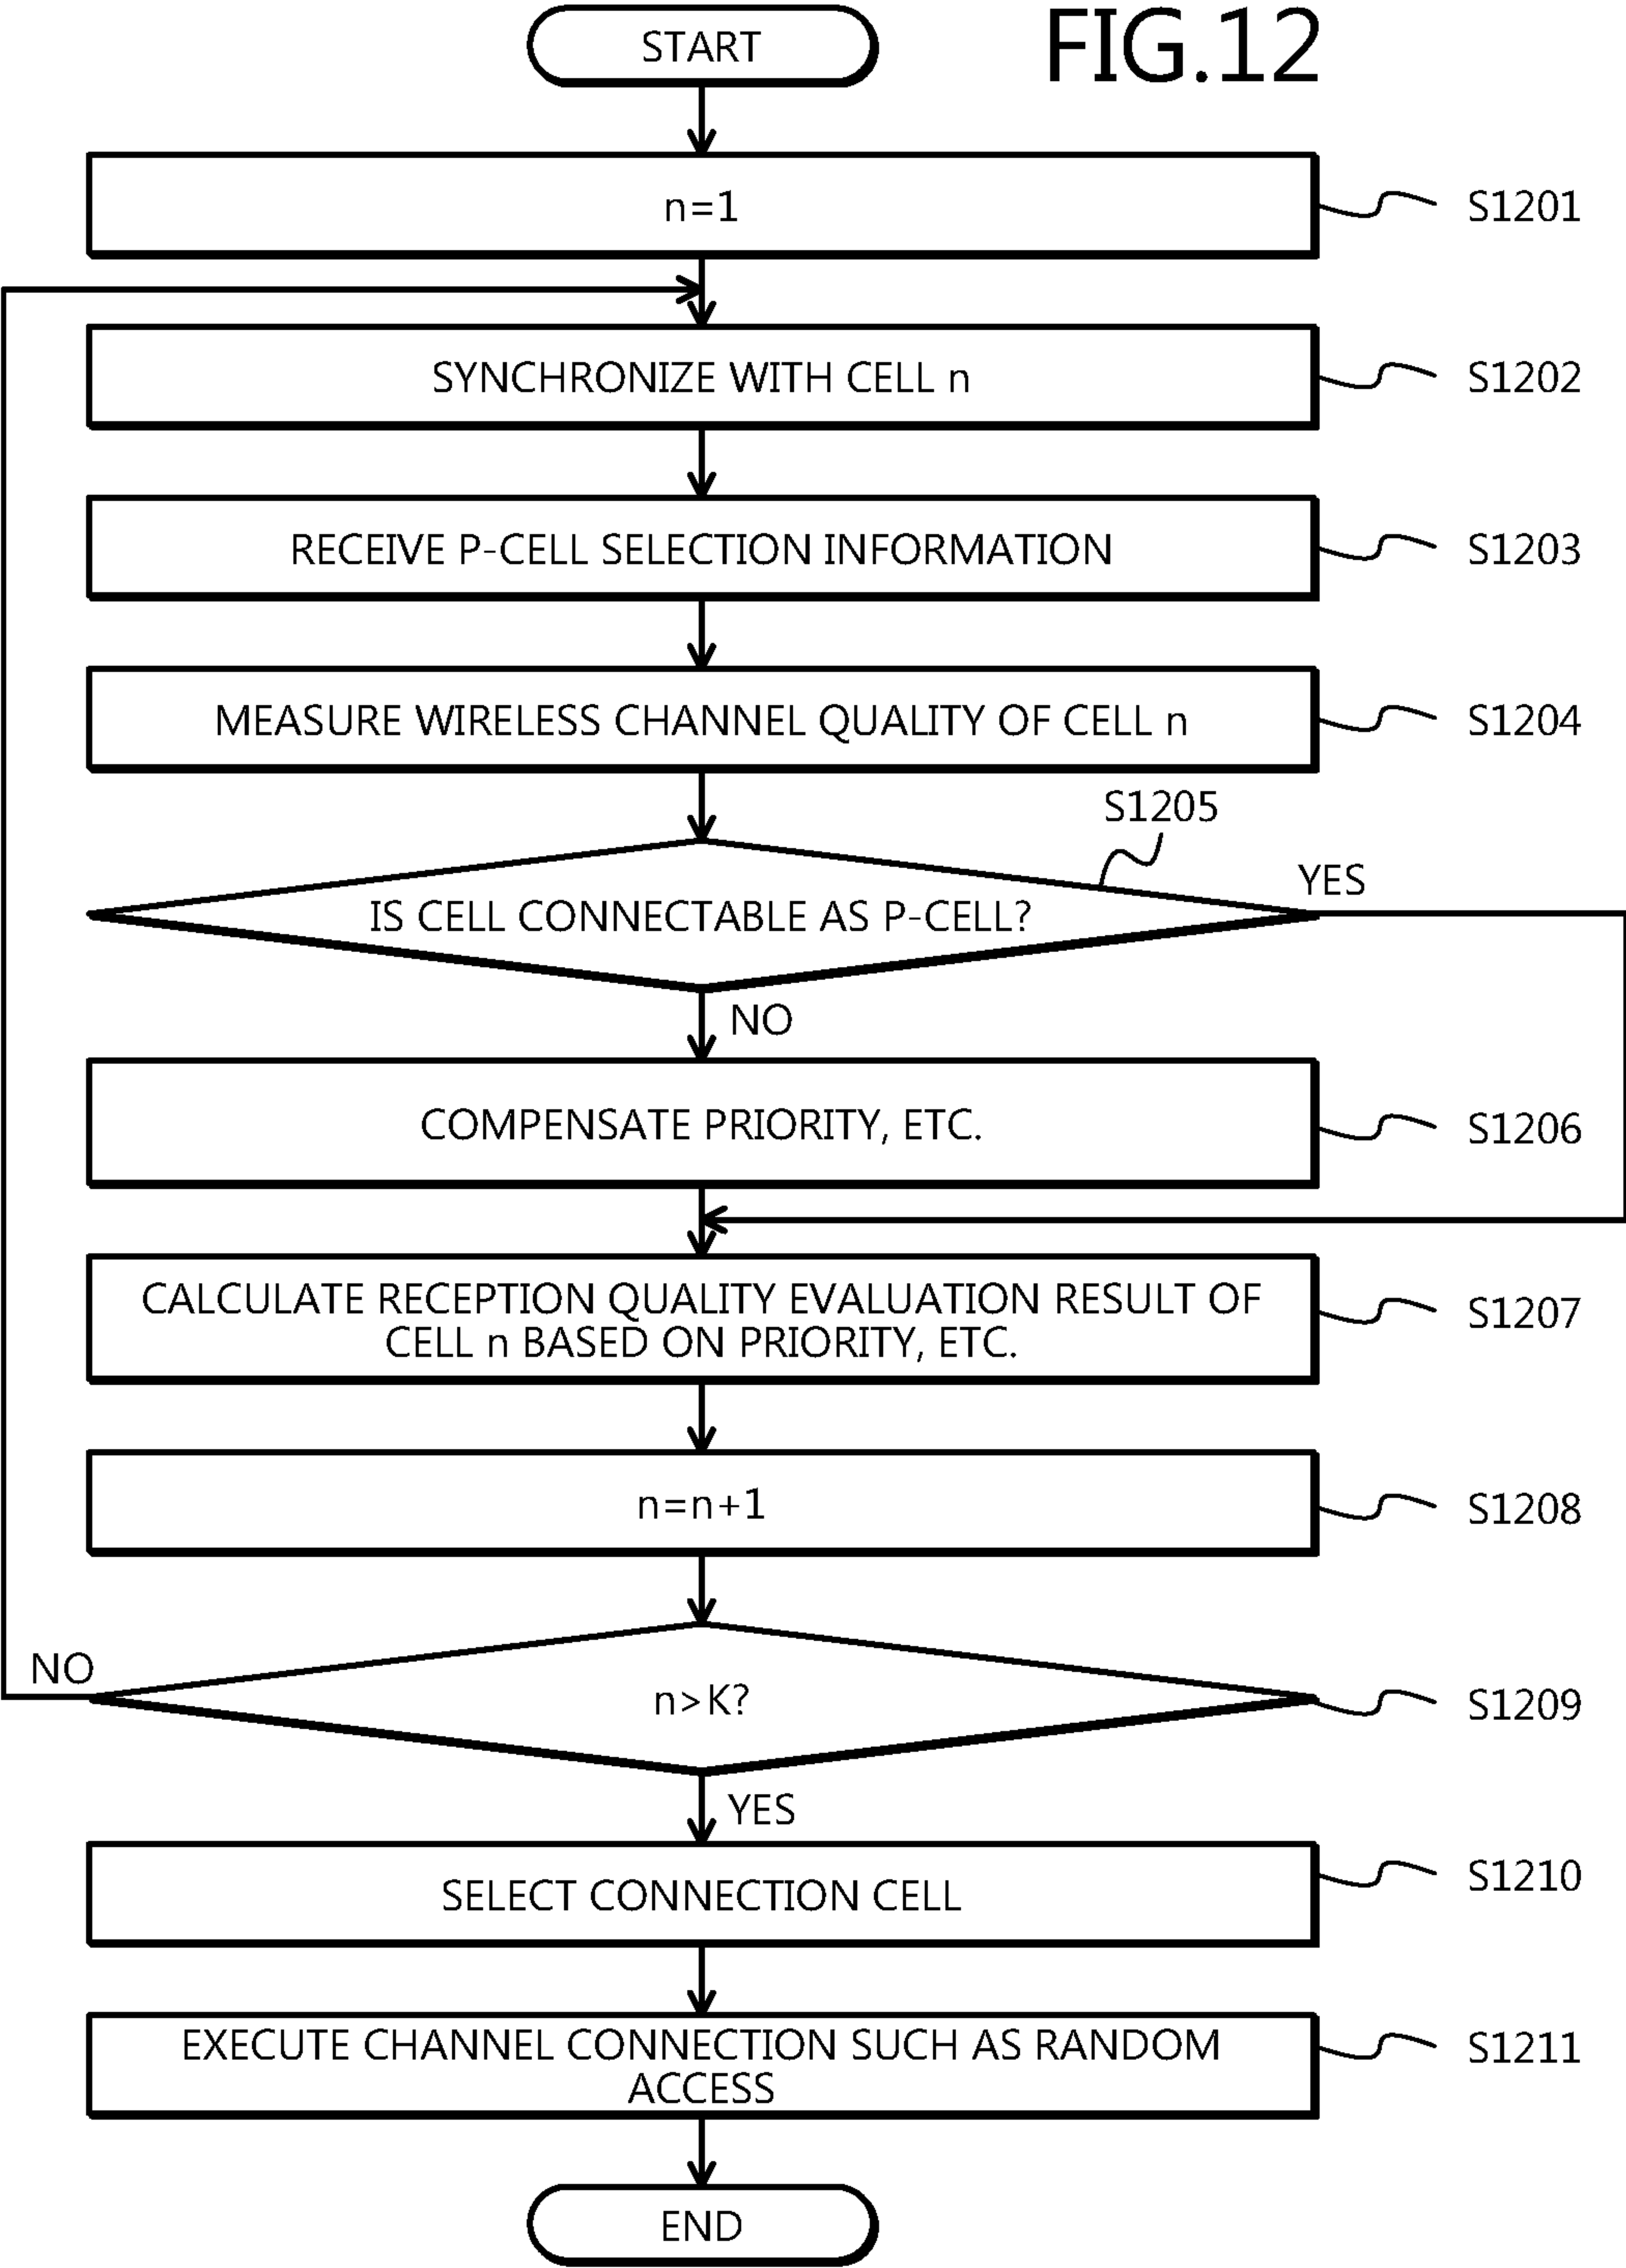 START
FIG.12
n=1
S1201
SYNCHRONIZE WITH CELL n
S1202
RECEIVE P-CELL SELECTION INFORMATION
S1203
MEASURE WIRELESS CHANNEL QUALITY OF CELL n
S1204
S1205
YES
IS CELL CONNECTABLE AS P-CELL?
NO
COMPENSATE PRIORITY, ETC.
S1206
CALCULATE RECEPTION QUALITY EVALUATION RESULT OF
CELL n BASED ON PRIORITY, ETC.
S1207
n=n+1
S1208
NO
n>K?
S1209
YES
SELECT CONNECTION CELL
S1210
EXECUTE CHANNEL CONNECTION SUCH AS RANDOM
ACCESS
S1211
END